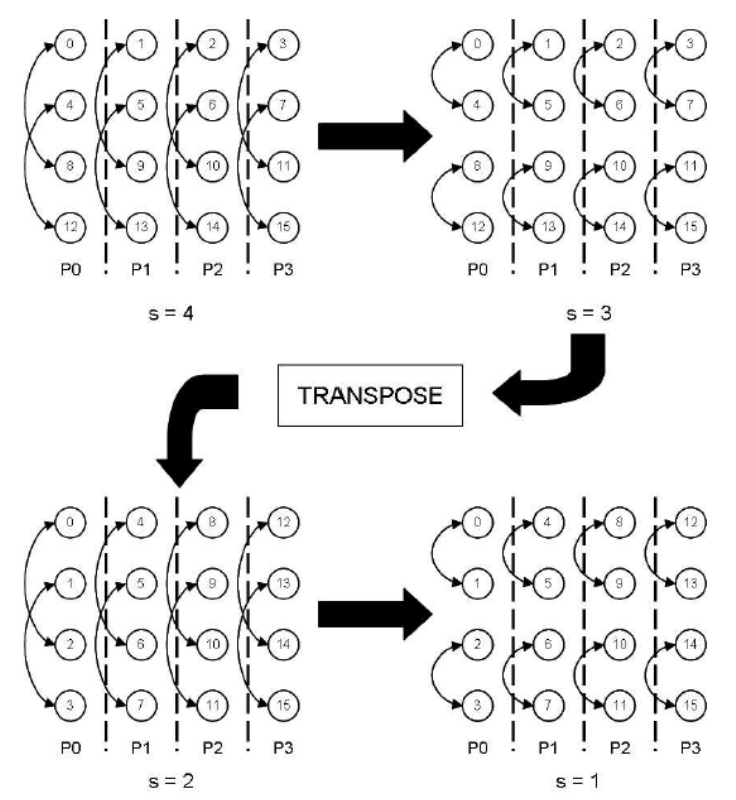 0 1 2 3 0 1 2 3
4 5 6 7 4 5 6 7
8 9 10 11 8 9 10 11
12 13 14 15 12 13 14 15
P0 P1 P2 P3 P0 P1 P2 P3
s = 4 s = 3
TRANSPOSE
0 4 8 12 0 4 8 12
1 5 9 13 1 5 9 13
2 6 10 14 2 6 10 14
3 7 11 15 3 7 11 15
P0 P1 P2 P3 P0 P1 P2 P3
s = 2 s = 1